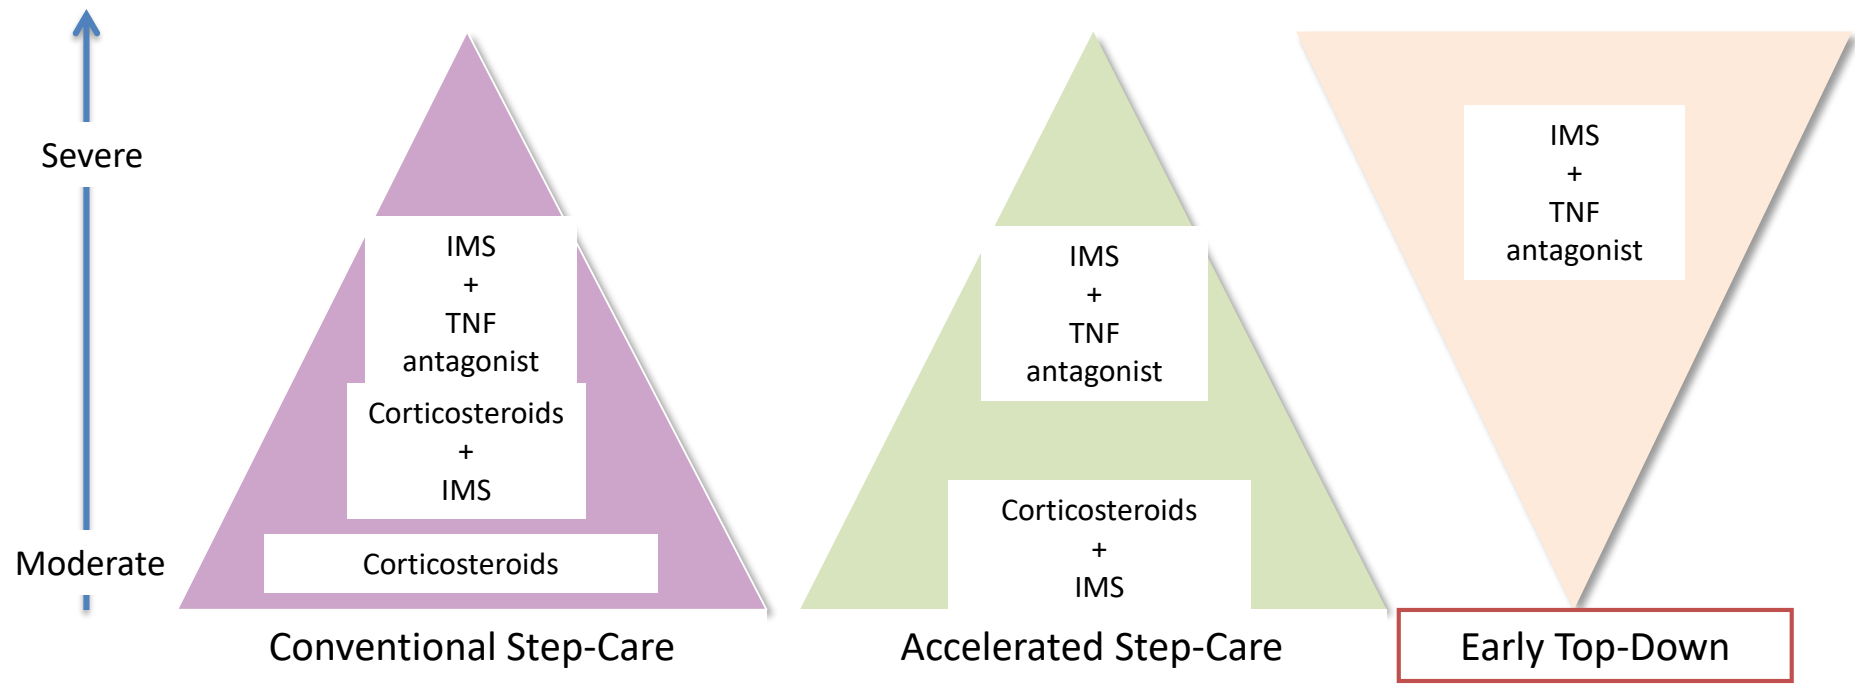 Severe
Moderate
IMS
+
TNF
antagonist
Corticosteroids
+
IMS
Corticosteroids
Conventional Step-Care
IMS
+
TNF
antagonist
Corticosteroids
+
IMS
Accelerated Step-Care
IMS
+
TNF
antagonist
Early Top-Down